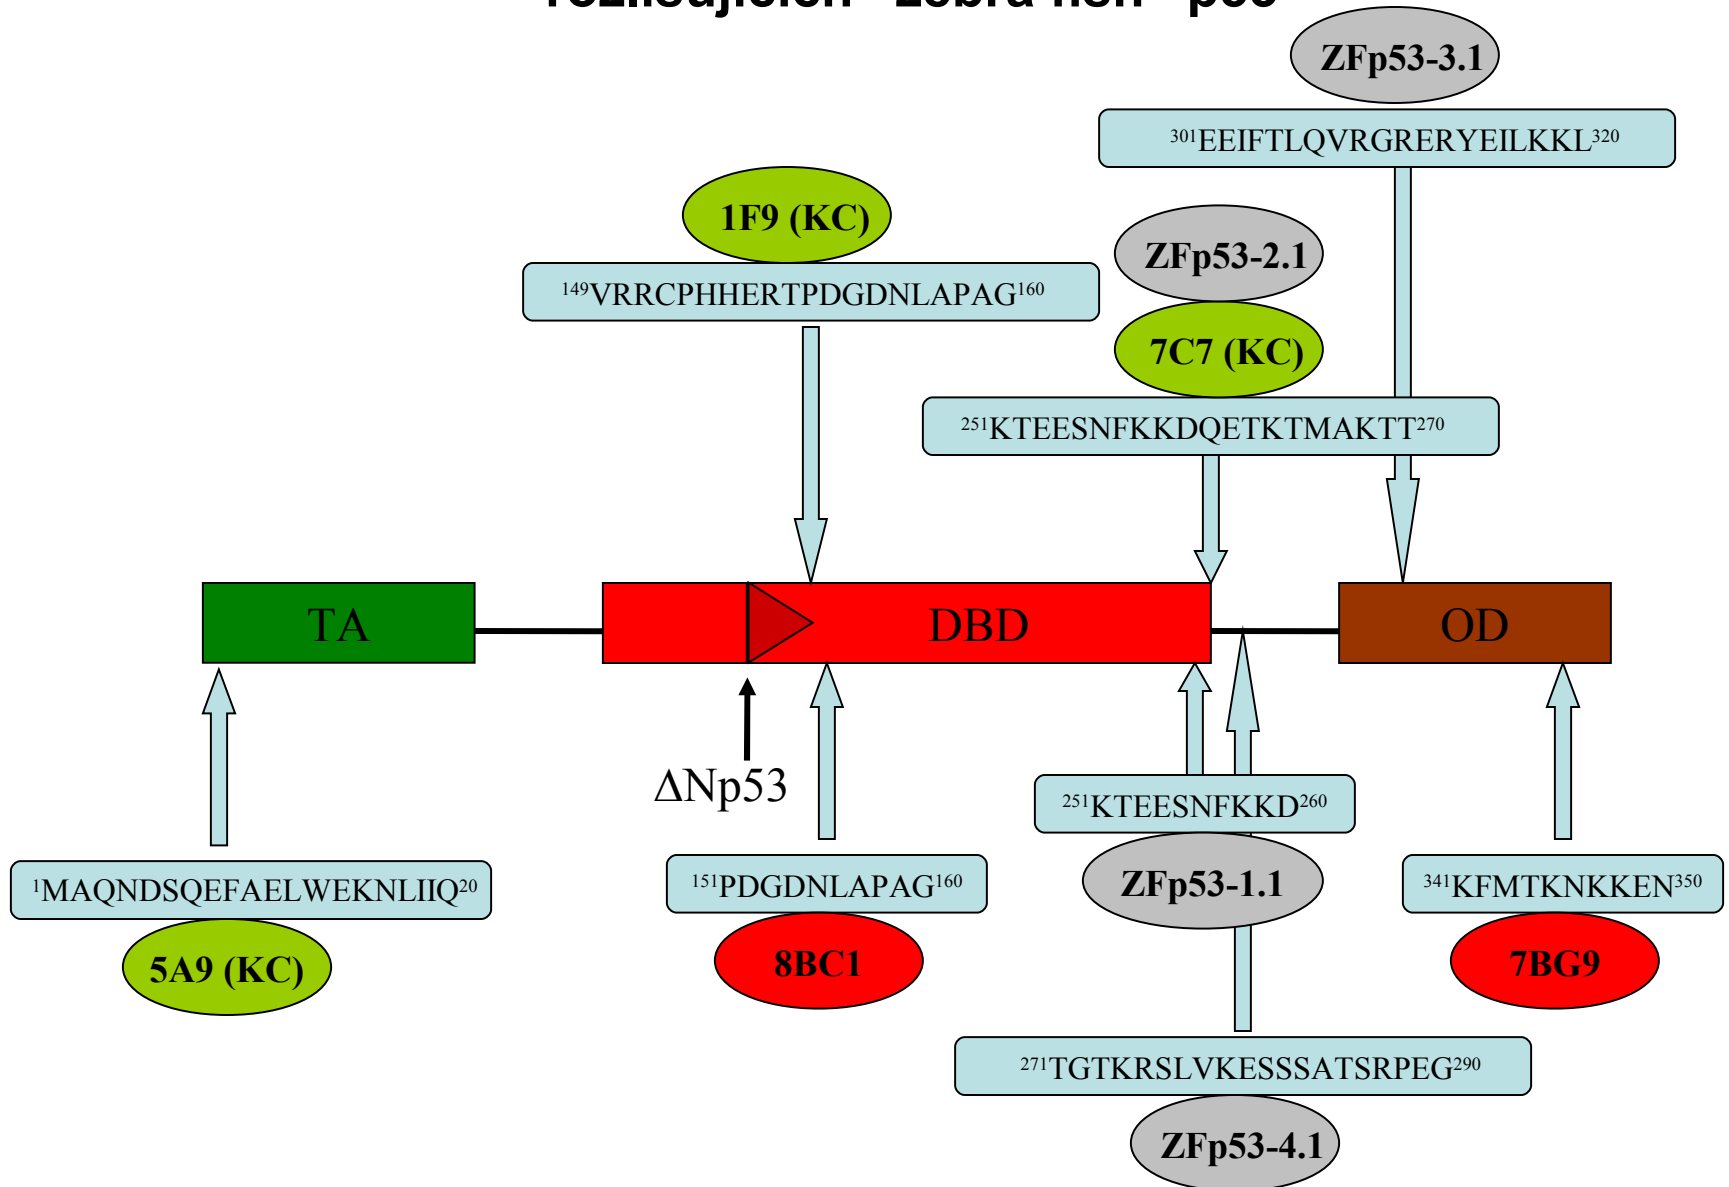 ZFp53-3.1
³⁰¹EEIFTLQVRGRERYEILKKL³²⁰
1F9 (KC)
¹⁴⁹VRRCPHHERTPDGDNLAPAG¹⁶⁰
ZFp53-2.1
7C7 (KC)
²⁵¹KTEESNFKKDQETKTMAKTT²⁷⁰
TA
DBD
OD
ΔNp53
²⁵¹KTEESNFKKD²⁶⁰
ZFp53-1.1
¹MAQNDSQEFAELWEKNLIIQ²⁰
5A9 (KC)
¹⁵¹PDGDNLAPAG¹⁶⁰
8BC1
³⁴¹KFMTKNKKEN³⁵⁰
7BG9
²⁷¹TGTKRSLVKESSSATSRPEG²⁹⁰
ZFp53-4.1